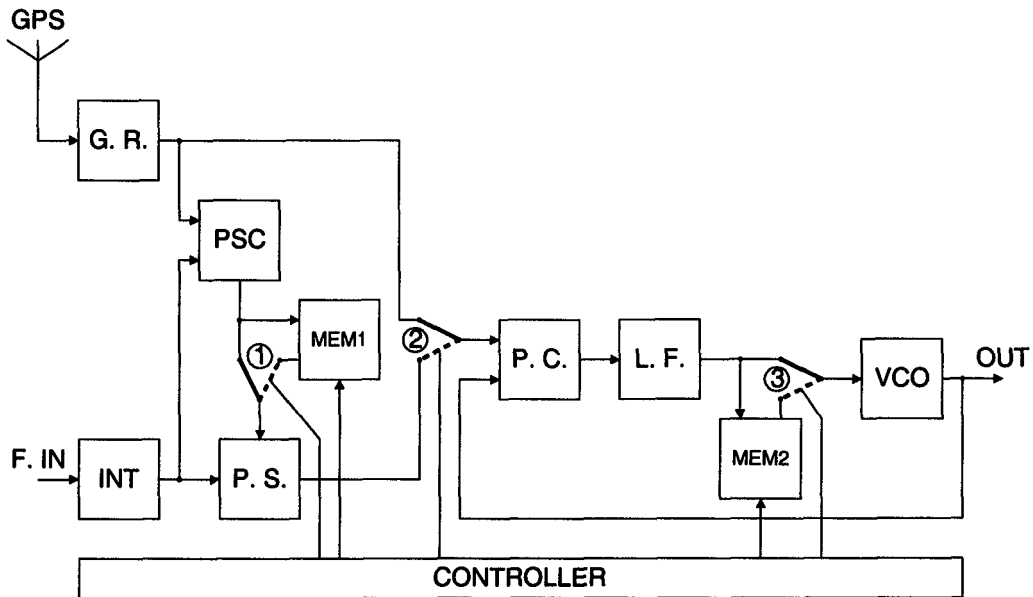 GPS
G. R.
PSC
①
MEM1
②
P. C.
L. F.
③
VCO
OUT
MEM2
F. IN
INT
P. S.
CONTROLLER